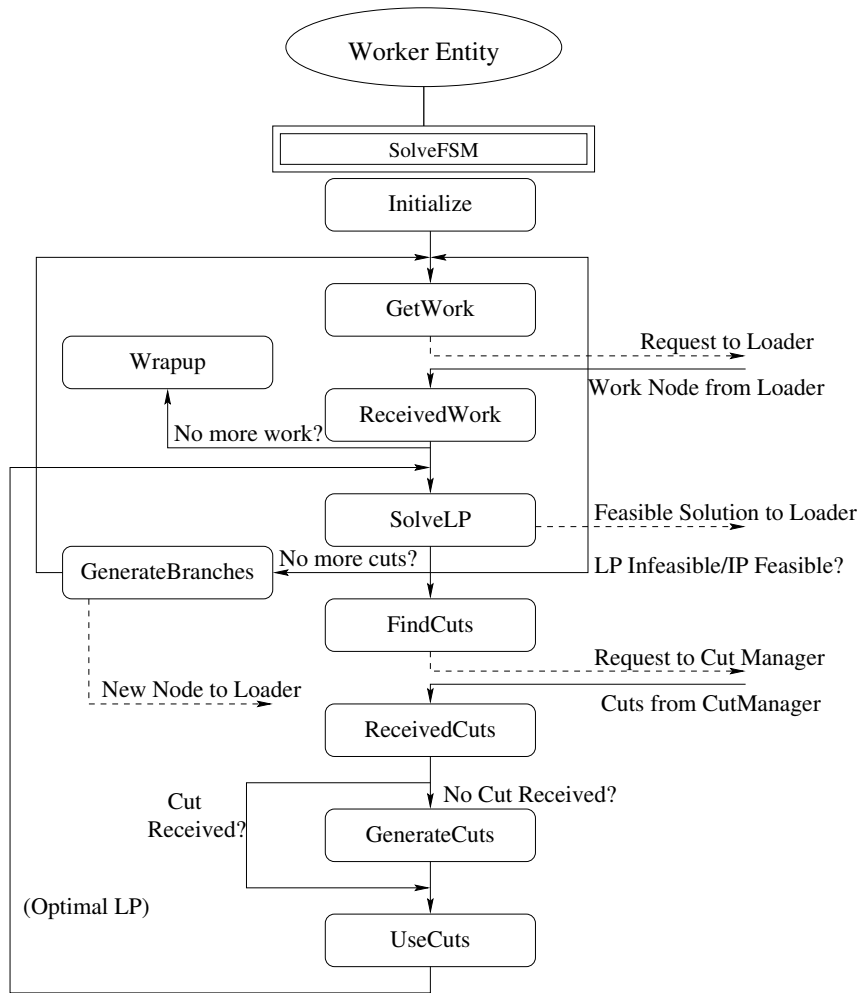 Worker Entity
SolveFSM
Initialize
GetWork
Request to Loader
Wrapup
Work Node from Loader
ReceivedWork
No more work?
SolveLP
Feasible Solution to Loader
No more cuts?
GenerateBranches
LP Infeasible/IP Feasible?
FindCuts
Request to Cut Manager
New Node to Loader
Cuts from CutManager
ReceivedCuts
No Cut Received?
Cut
Received?
GenerateCuts
(Optimal LP)
UseCuts